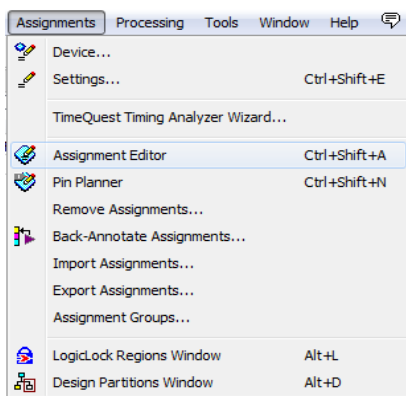 Assignments Processing Tools Window Help
Device...
Settings... Ctrl+Shift+E
TimeQuest Timing Analyzer Wizard...
Assignment Editor Ctrl+Shift+A
Pin Planner Ctrl+Shift+N
Remove Assignments...
Back-Annotate Assignments...
Import Assignments...
Export Assignments...
Assignment Groups...
LogicLock Regions Window Alt+L
Design Partitions Window Alt+D